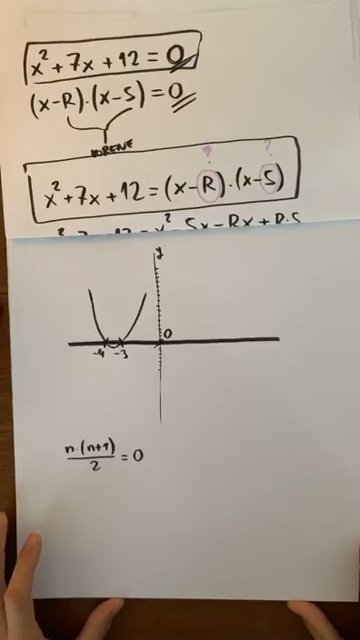 x² + 7x + 12 = 0
(x-R).(x-S) = 0
x² + 7x + 12 = (x-R).(x-S)
y
0
-4 -3
n.(n+1)/2 = 0